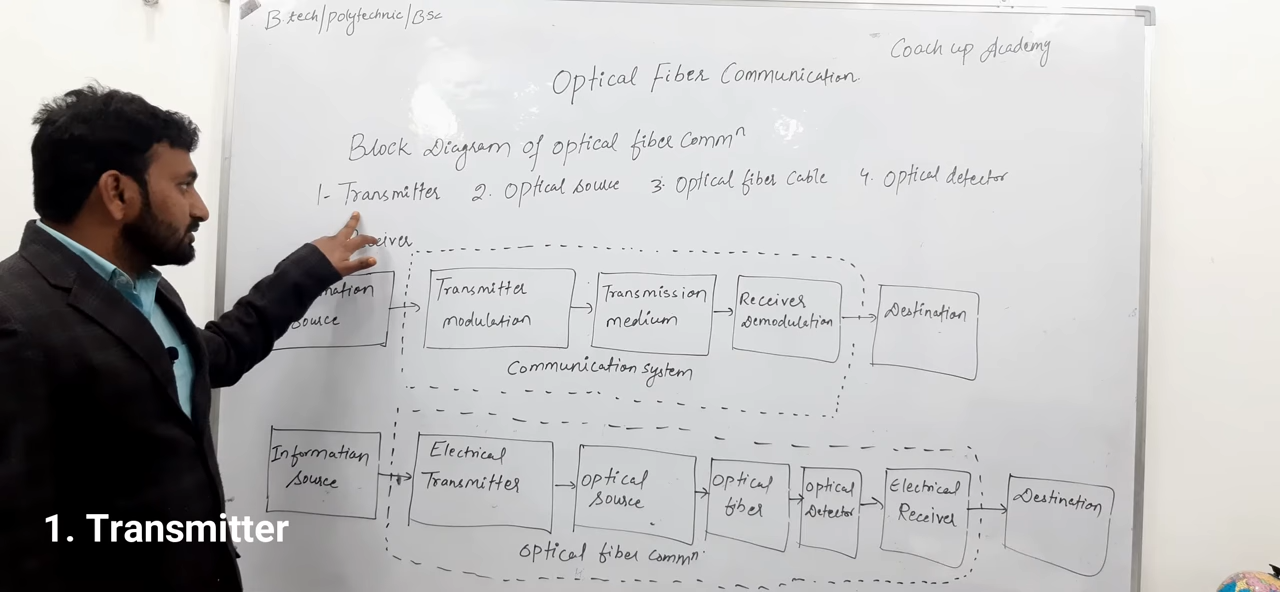 B.tech/polytechnic/BSc
Coach up Academy
Optical Fiber Communication
Block Diagram of optical fiber commⁿ
1- Transmitter 2. Optical source 3. Optical fiber cable 4. Optical detector
Transmitter
modulation
Transmission
medium
Receiver
Demodulation
Destination
source
Communication system
Information
source
Electrical
Transmitter
Optical
source
Optical
fiber
Optical
Detector
Electrical
Receiver
Destination
Optical fiber commⁿ.
1. Transmitter